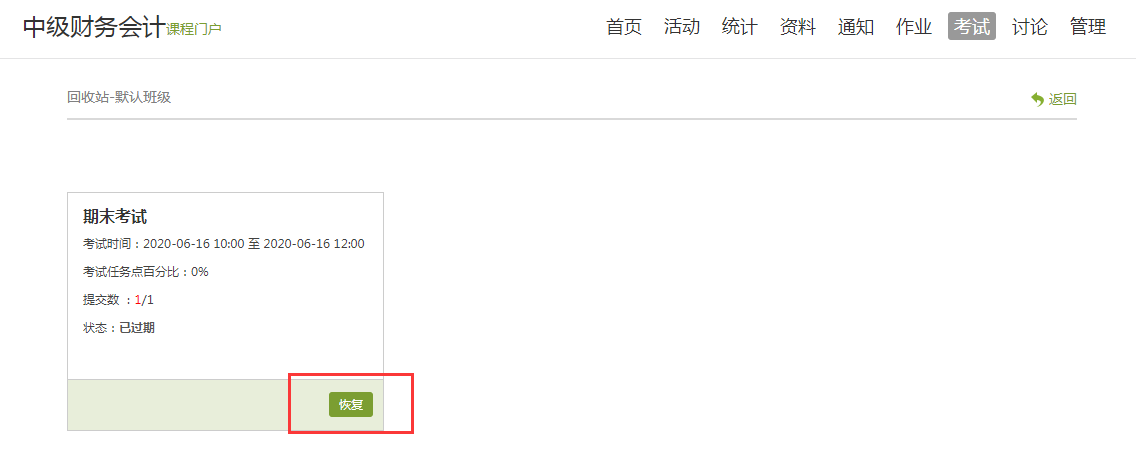 中级财务会计课程门户 首页 活动 统计 资料 通知 作业 考试 讨论 管理
回收站-默认班级 返回
期末考试
考试时间：2020-06-16 10:00 至 2020-06-16 12:00
考试任务点百分比：0%
提交数 ：1/1
状态：已过期
恢复